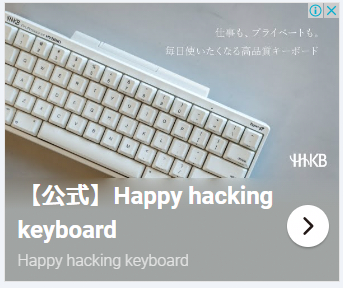 仕事も、プライベートも。
毎日使いたくなる高品質キーボード
HHKB
【公式】Happy hacking
keyboard
Happy hacking keyboard